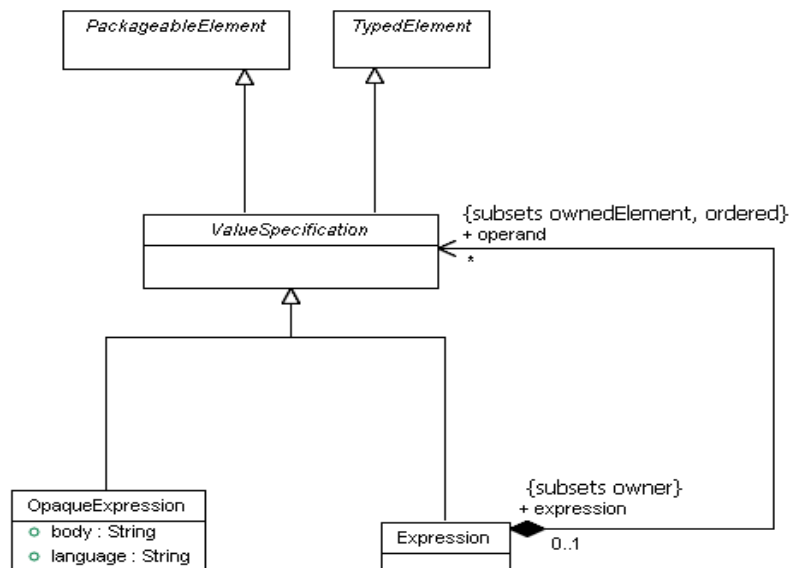 PackageableElement
TypedElement
ValueSpecification
{subsets ownedElement, ordered}
+ operand
*
OpaqueExpression
body : String
language : String
{subsets owner}
+ expression
Expression
0..1